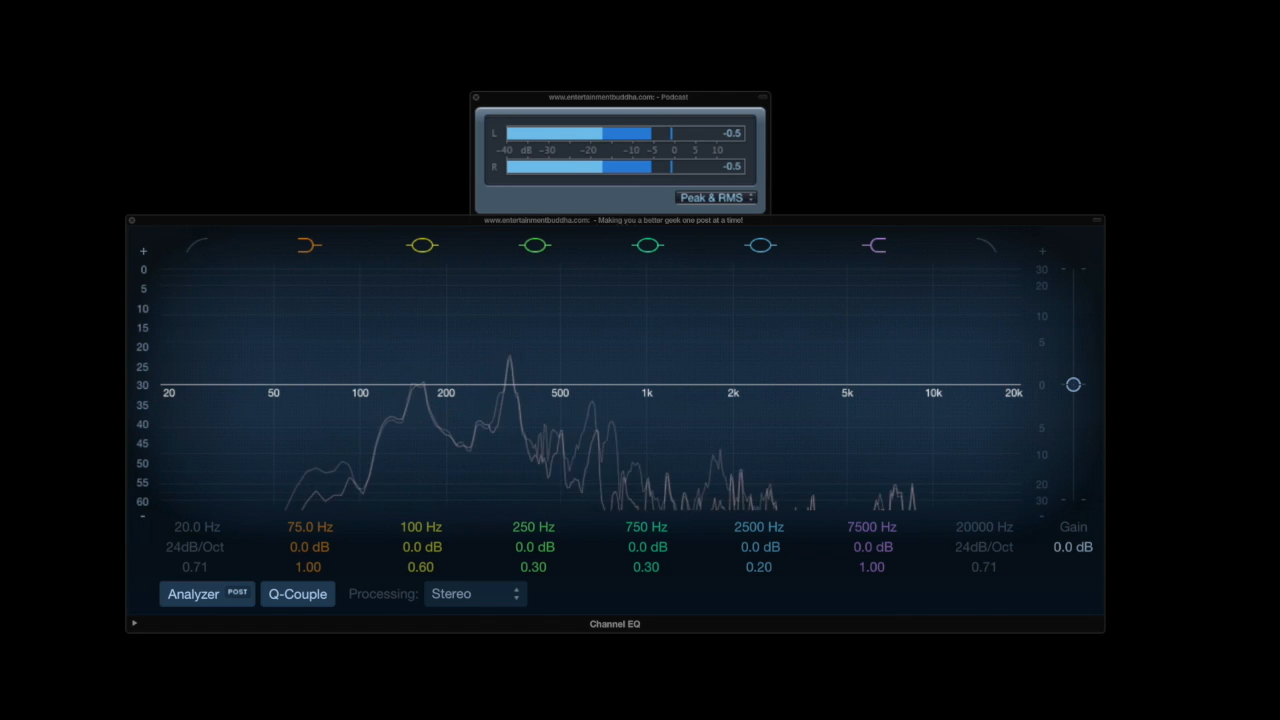 www.entertainmentbuddha.com: - Podcast
L -0.5
-40 dB -30 -20 -10 -5 0 5 10
R -0.5
Peak & RMS
www.entertainmentbuddha.com: - Making you a better geek one post at a time!
+ +
0 30
5 20
10 10
15
20
25 5
30 0
20 50 100 200 500 1k 2k 5k 10k 20k
35
40 5
45
50 10
55 20
60 30
- -
20.0 Hz 75.0 Hz 100 Hz 250 Hz 750 Hz 2500 Hz 7500 Hz 20000 Hz Gain
24dB/Oct 0.0 dB 0.0 dB 0.0 dB 0.0 dB 0.0 dB 0.0 dB 24dB/Oct 0.0 dB
0.71 1.00 0.60 0.30 0.30 0.20 1.00 0.71
Analyzer POST Q-Couple Processing: Stereo
Channel EQ